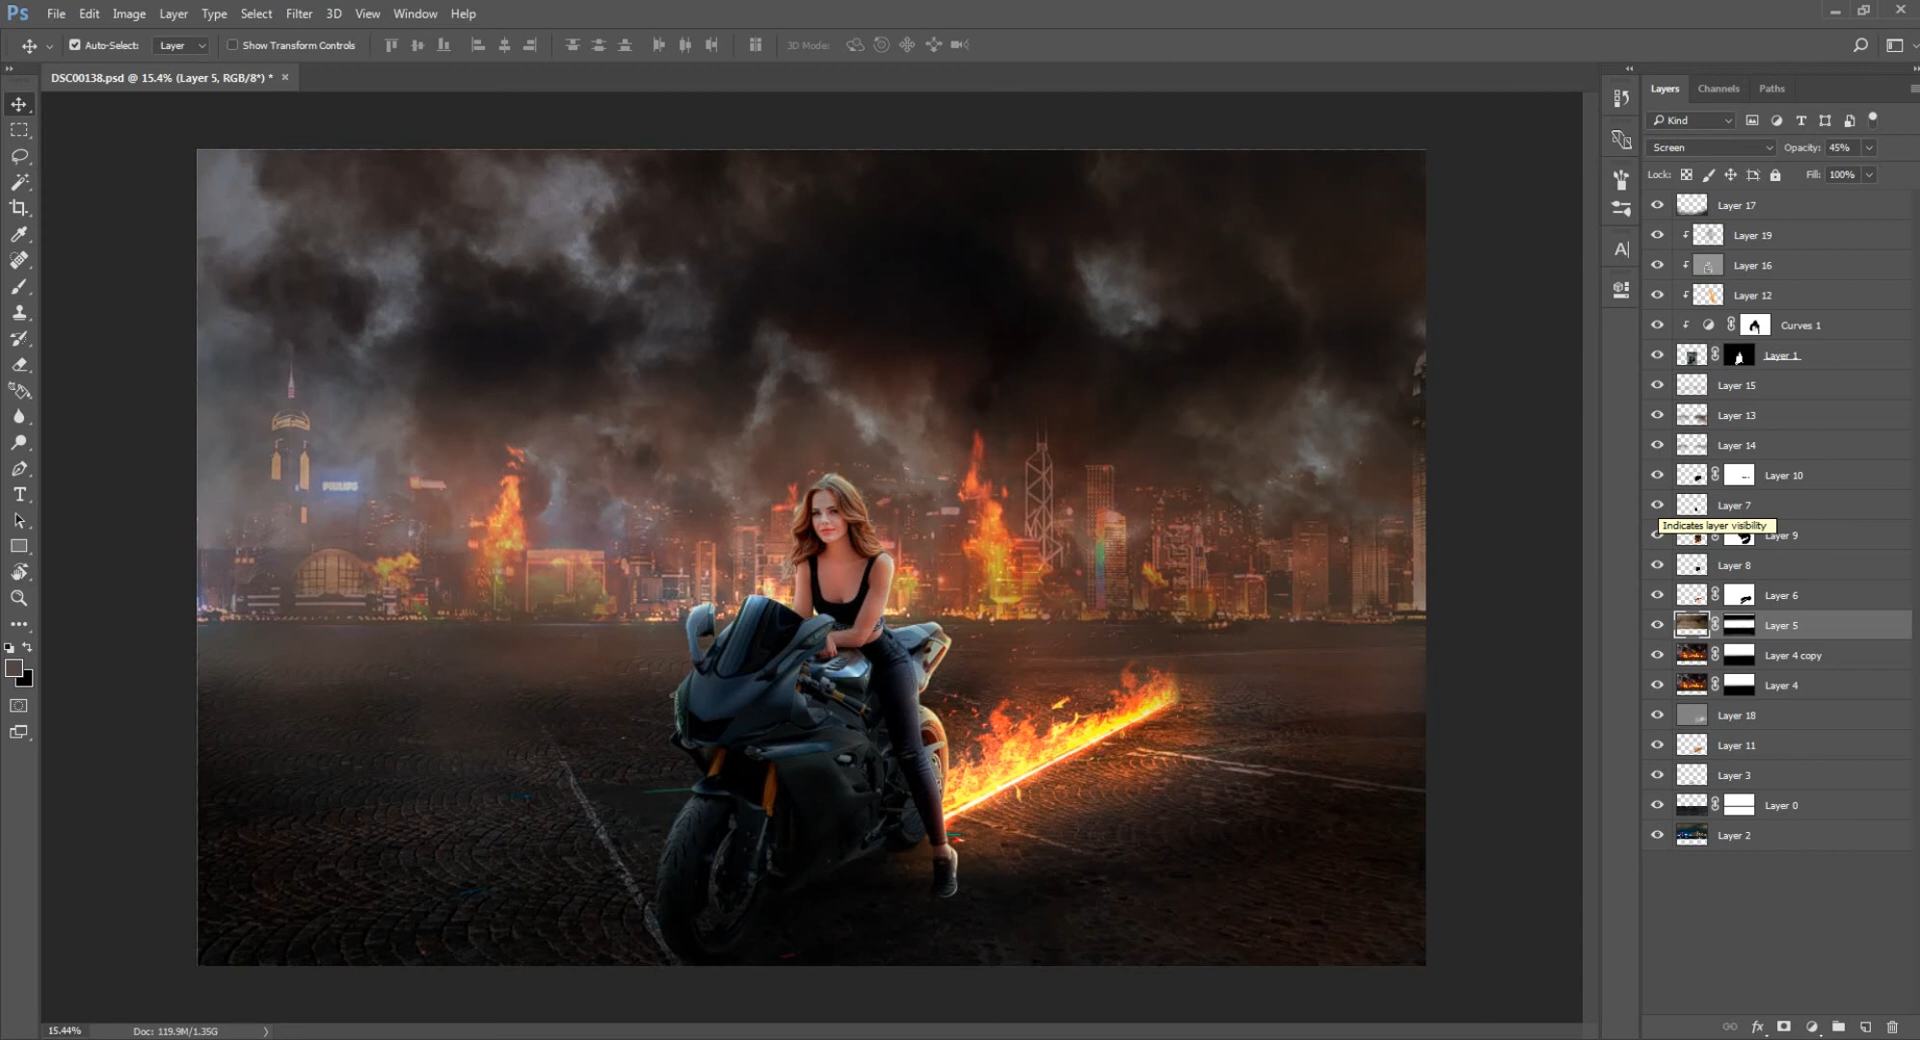 Ps File Edit Image Layer Type Select Filter 3D View Window Help
Auto-Select: Layer Show Transform Controls 3D Mode:
DSC00138.psd @ 15.4% (Layer 5, RGB/8*) * ×
Layers Channels Paths
Kind
Screen Opacity: 45%
Lock: Fill: 100%
Layer 17
Layer 19
Layer 16
Layer 12
Curves 1
Layer 1
Layer 15
Layer 13
Layer 14
Layer 10
Layer 7
Indicates layer visibility
Layer 9
Layer 8
Layer 6
Layer 5
Layer 4 copy
Layer 4
Layer 18
Layer 11
Layer 3
Layer 0
Layer 2
PHILIPS
15.44% Doc: 119.9M/1.35G